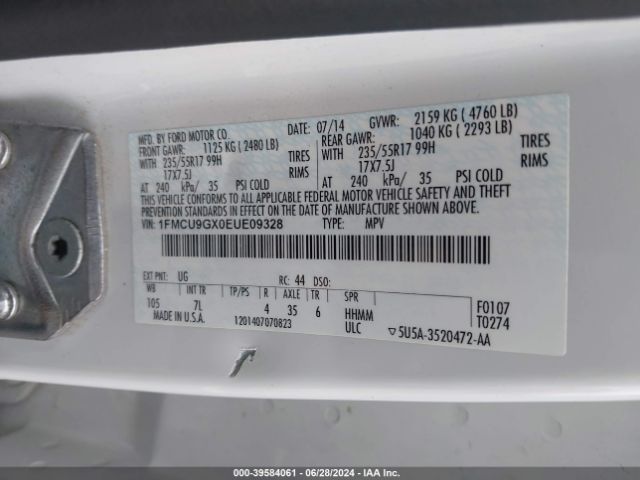 MFD. BY FORD MOTOR CO. DATE: 07/14 GVWR: 2159 KG ( 4760 LB)
FRONT GAWR: 1125 KG ( 2480 LB) REAR GAWR: 1040 KG ( 2293 LB)
WITH 235/55R17 99H TIRES WITH 235/55R17 99H TIRES
17X7.5J RIMS 17X7.5J RIMS
AT 240 kPa/ 35 PSI COLD AT 240 kPa/ 35 PSI COLD
THIS VEHICLE CONFORMS TO ALL APPLICABLE FEDERAL MOTOR VEHICLE SAFETY AND THEFT
PREVENTION STANDARDS IN EFFECT ON THE DATE OF MANUFACTURE SHOWN ABOVE.
VIN: 1FMCU9GX0EUE09328 TYPE: MPV
EXT PNT: UG RC: 44 DSO:
WB INT TR TP/PS R AXLE TR SPR
105 7L 4 35 6 HHMM F0107
MADE IN U.S.A. 1201407070823 ULC ▽5U5A-3520472-AA T0274
000-39584061 - 06/28/2024 - IAA Inc.